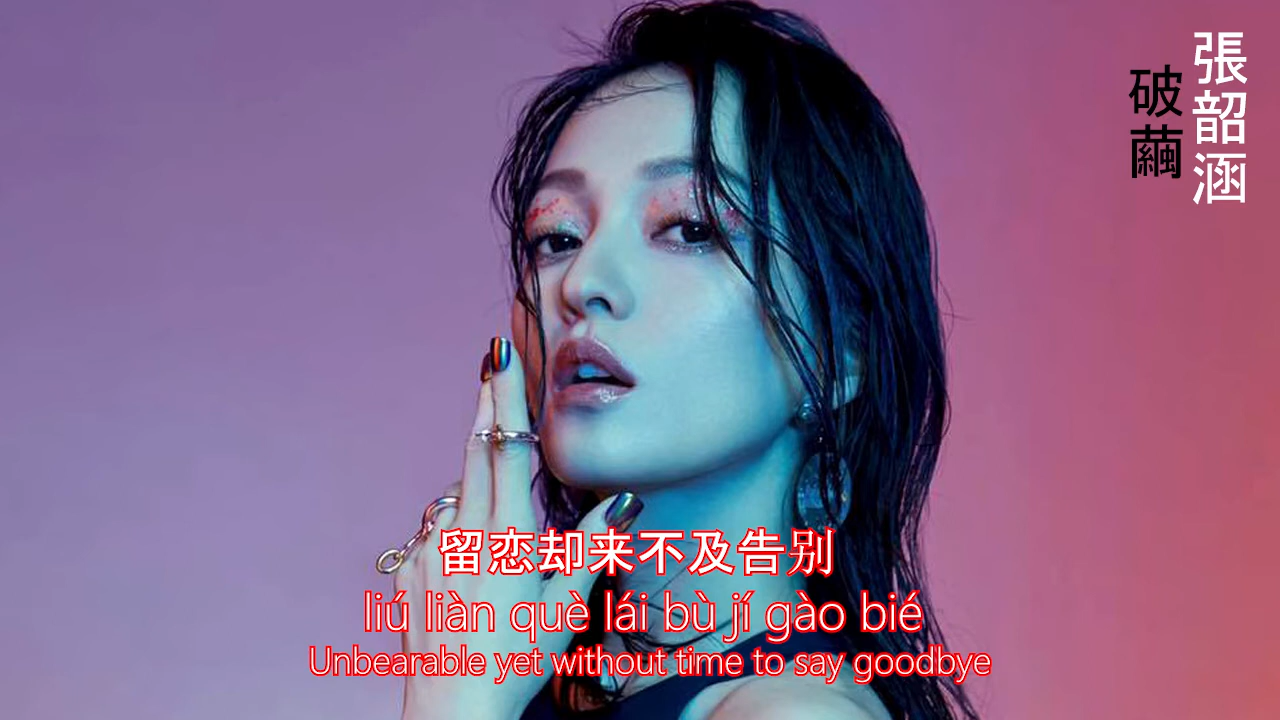 張韶涵
破繭
留恋却来不及告别
liú liàn què lái bù jí gào bié
Unbearable yet without time to say goodbye